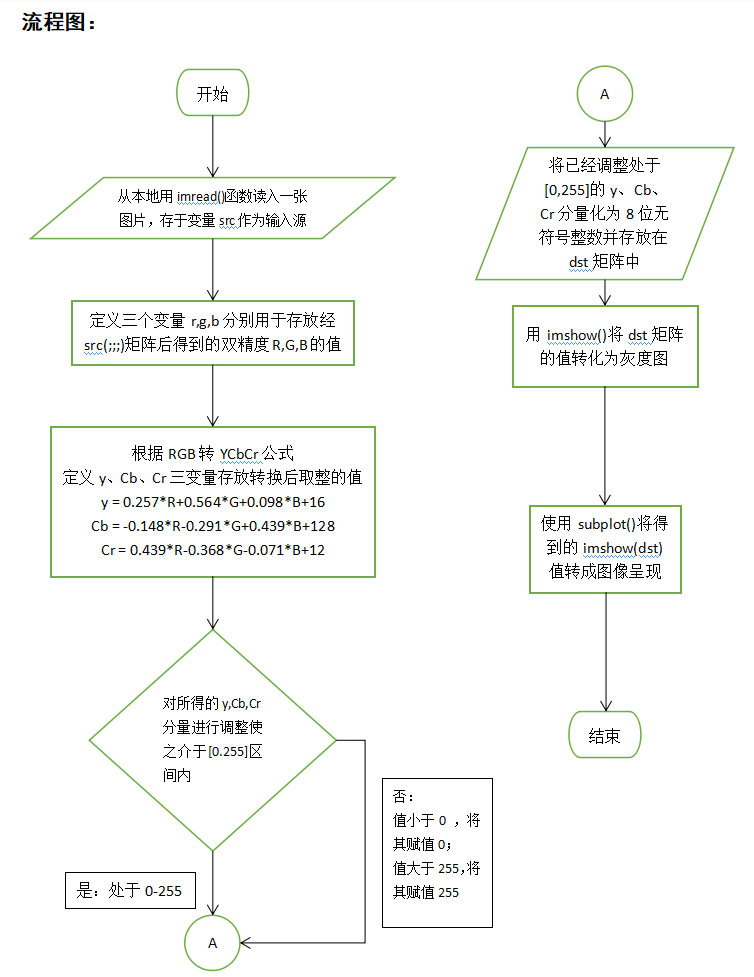 流程图：
开始
从本地用 imread()函数读入一张
图片，存于变量 src 作为输入源
定义三个变量 r,g,b 分别用于存放经
src(;;;)矩阵后得到的双精度 R,G,B 的值
根据 RGB 转 YCbCr 公式
定义 y、Cb、Cr 三变量存放转换后取整的值
y = 0.257*R+0.564*G+0.098*B+16
Cb = -0.148*R-0.291*G+0.439*B+128
Cr = 0.439*R-0.368*G-0.071*B+12
对所得的 y,Cb,Cr
分量进行调整使
之介于[0.255]区
间内
是：处于 0-255
否：
值小于 0 ，将
其赋值 0；
值大于 255，将
其赋值 255
A
A
将已经调整处于
[0,255]的 y、Cb、
Cr 分量化为 8 位无
符号整数并存放在
dst 矩阵中
用 imshow()将 dst 矩阵
的值转化为灰度图
使用 subplot()将得
到的 imshow(dst)
值转成图像呈现
结束